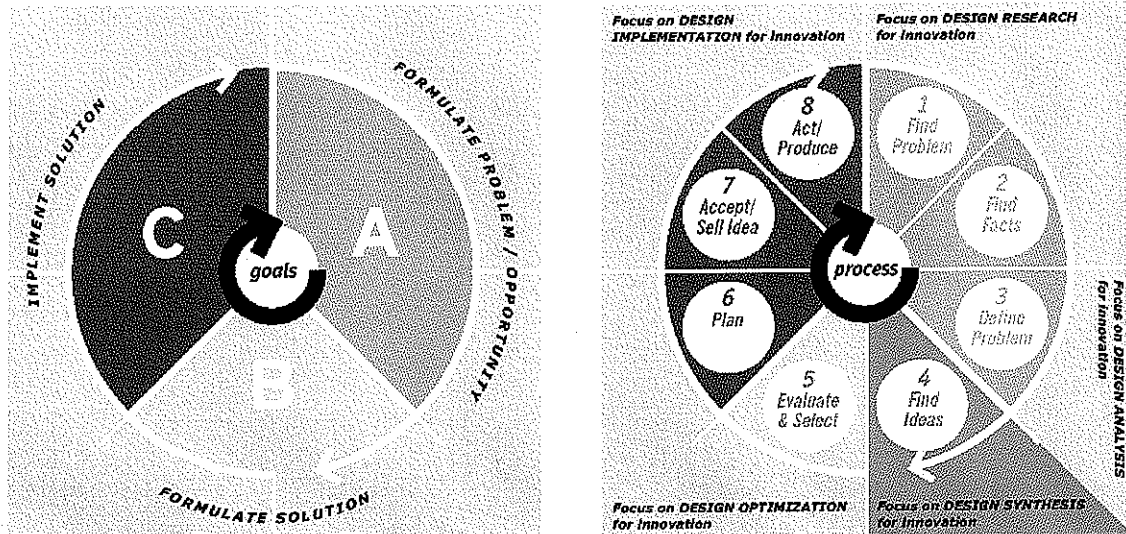 IMPLEMENT SOLUTION
FORMULATE PROBLEM / OPPORTUNITY
C
A
goals
B
FORMULATE SOLUTION
Focus on DESIGN
IMPLEMENTATION for Innovation
Focus on DESIGN RESEARCH
for Innovation
8
Act/
Produce
1
Find
Problem
7
Accept/
Sell Idea
2
Find
Facts
process
6
Plan
3
Define
Problem
5
Evaluate
& Select
4
Find
Ideas
Focus on DESIGN ANALYSIS
for Innovation
Focus on DESIGN OPTIMIZATION
for Innovation
Focus on DESIGN SYNTHESIS
for Innovation